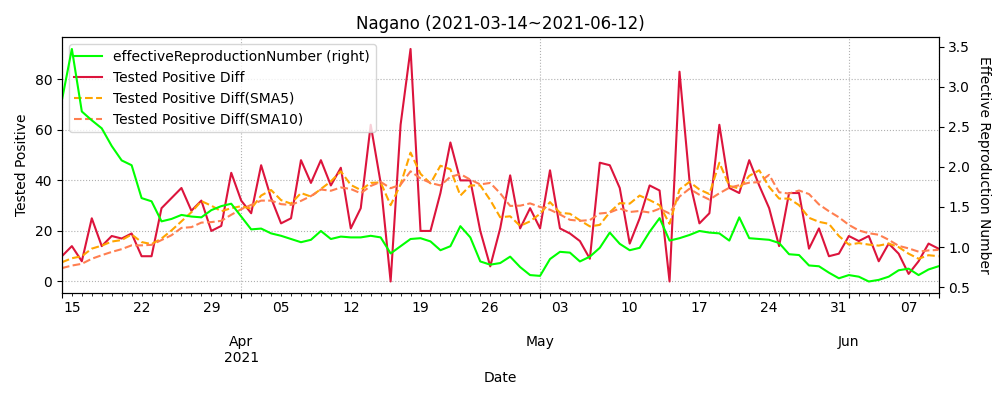 Nagano (2021-03-14~2021-06-12)
effectiveReproductionNumber (right)
Tested Positive Diff
Tested Positive Diff(SMA5)
Tested Positive Diff(SMA10)
Tested Positive
80
60
40
20
0
Effective Reproduction Number
3.5
3.0
2.5
2.0
1.5
1.0
0.5
15 22 29 05 12 19 26 03 10 17 24 31 07
Apr May Jun
2021
Date